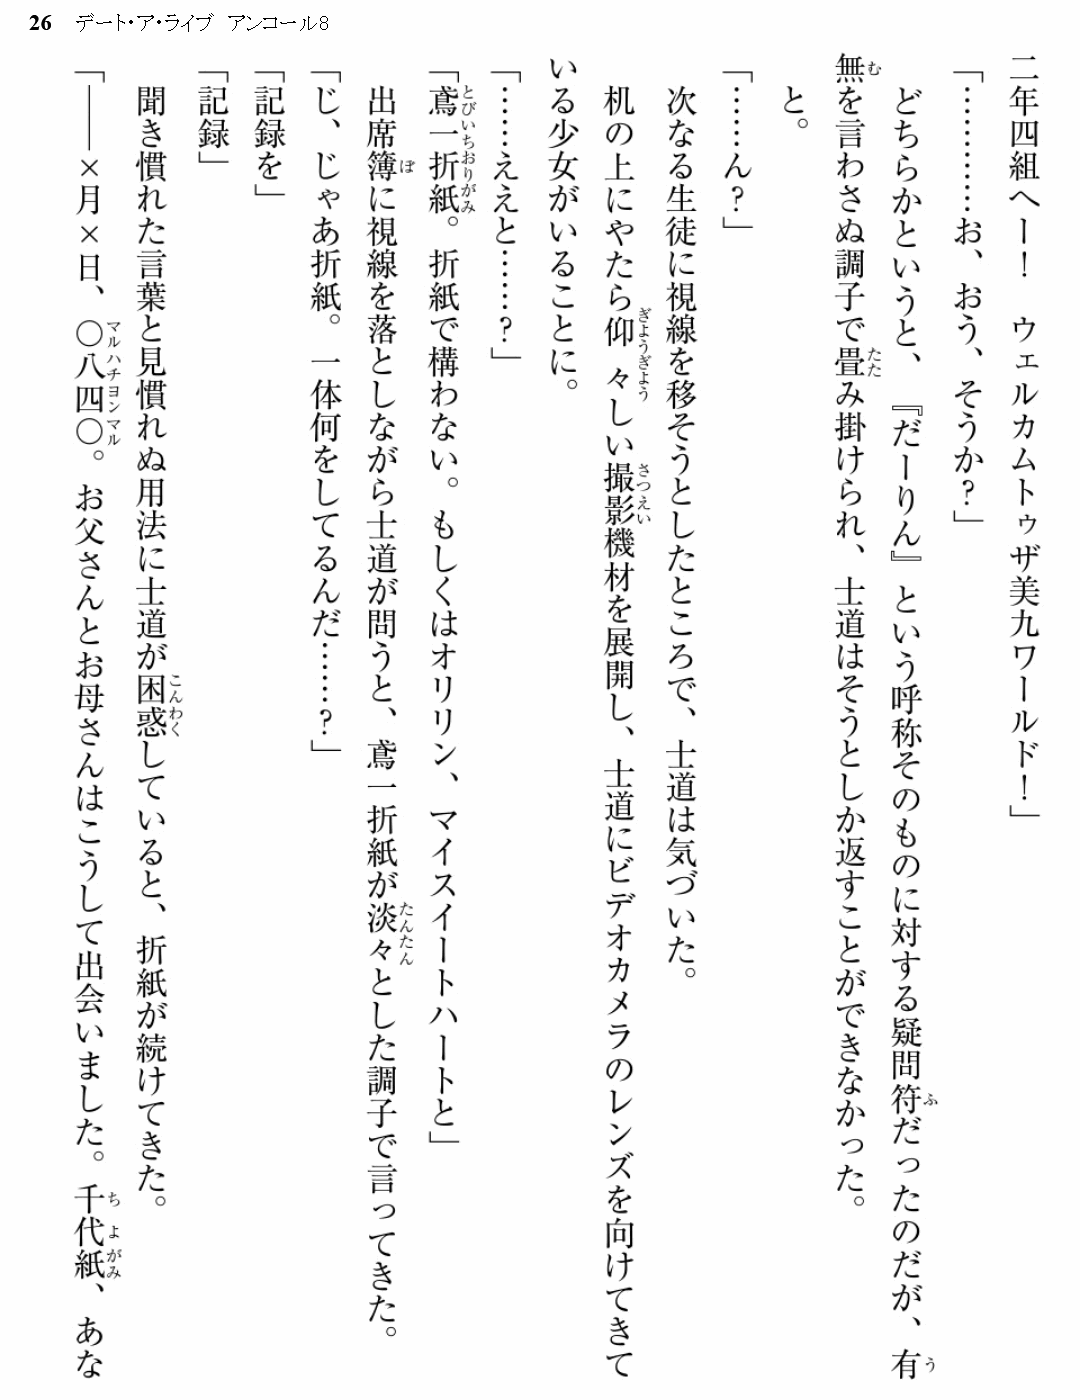 26 デート・ア・ライブ アンコール8
二年四組へー！　ウェルカムトゥザ美九ワールド！」
「…………お、おう、そうか？」
どちらかというと、『だーりん』という呼称そのものに対する疑問符だったのだが、有
無を言わさぬ調子で畳み掛けられ、士道はそうとしか返すことができなかった。
と。
「……ん？」
次なる生徒に視線を移そうとしたところで、士道は気づいた。
机の上にやたら仰々しい撮影機材を展開し、士道にビデオカメラのレンズを向けてきて
いる少女がいることに。
「……ええと……？」
「鳶一折紙。折紙で構わない。もしくはオリリン、マイスイートハートと」
出席簿に視線を落としながら士道が問うと、鳶一折紙が淡々とした調子で言ってきた。
「じ、じゃあ折紙。一体何をしてるんだ……？」
「記録を」
「記録」
聞き慣れた言葉と見慣れぬ用法に士道が困惑していると、折紙が続けてきた。
「――×月×日、〇八四〇。お父さんとお母さんはこうして出会いました。千代紙、あな